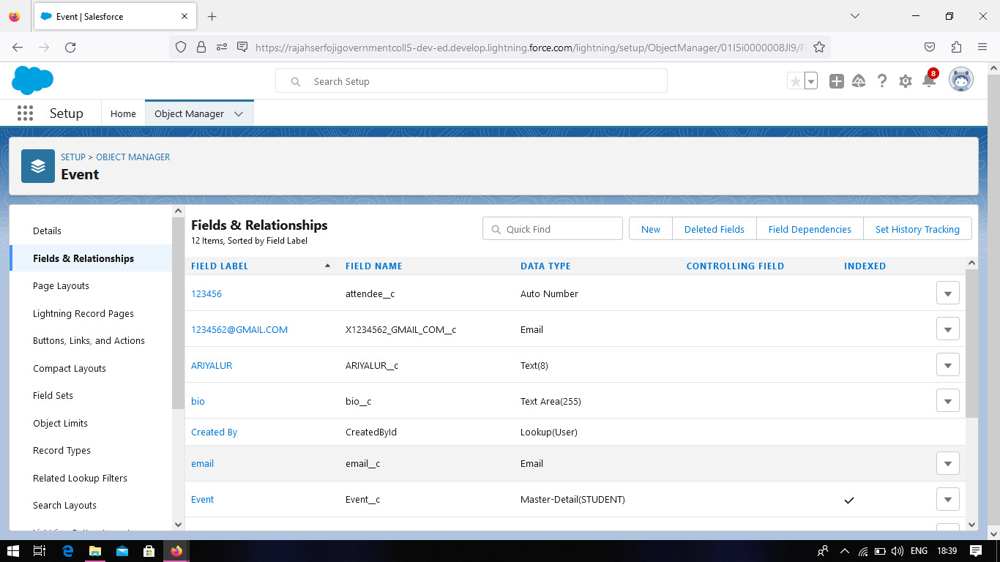 Event | Salesforce
https://rajahserfojigovernmentcoll5-dev-ed.develop.lightning.force.com/lightning/setup/ObjectManager/01I5i0000008JI9/Fi
Search Setup
8
Setup
Home
Object Manager
SETUP > OBJECT MANAGER
Event
Details
Fields & Relationships
Page Layouts
Lightning Record Pages
Buttons, Links, and Actions
Compact Layouts
Field Sets
Object Limits
Record Types
Related Lookup Filters
Search Layouts
Fields & Relationships
12 Items, Sorted by Field Label
Quick Find
New
Deleted Fields
Field Dependencies
Set History Tracking
FIELD LABEL FIELD NAME DATA TYPE CONTROLLING FIELD INDEXED
123456 attendee__c Auto Number
1234562@GMAIL.COM X1234562_GMAIL_COM__c Email
ARIYALUR ARIYALUR__c Text(8)
bio bio__c Text Area(255)
Created By CreatedById Lookup(User)
email email__c Email
Event Event__c Master-Detail(STUDENT)
ENG 18:39